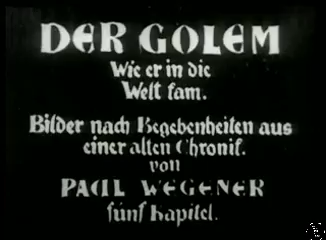 DER GOLEM
Wie er in die
Welt kam.
Bilder nach Begebenheiten aus
einer alten Chronik.
von
PAUL WEGENER
fünf Kapitel.